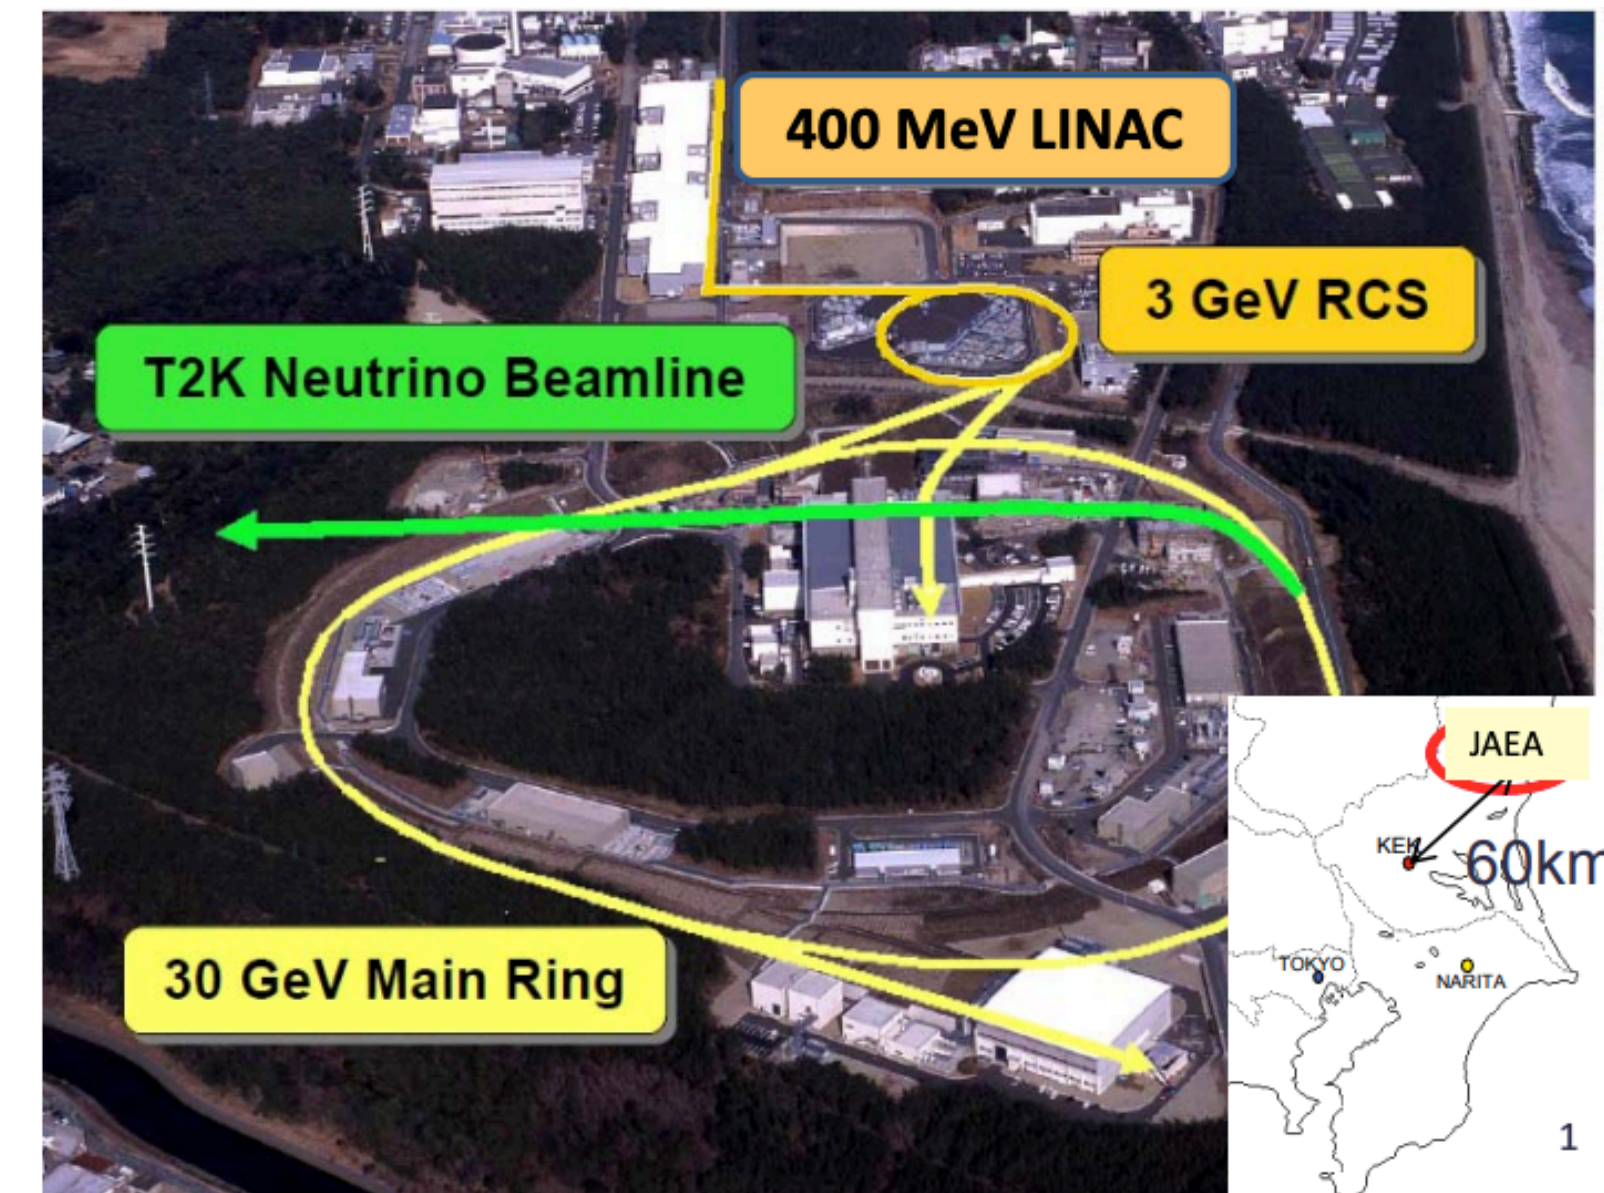 400 MeV LINAC
3 GeV RCS
T2K Neutrino Beamline
30 GeV Main Ring
JAEA
KEK
60km
TOKYO
NARITA
1